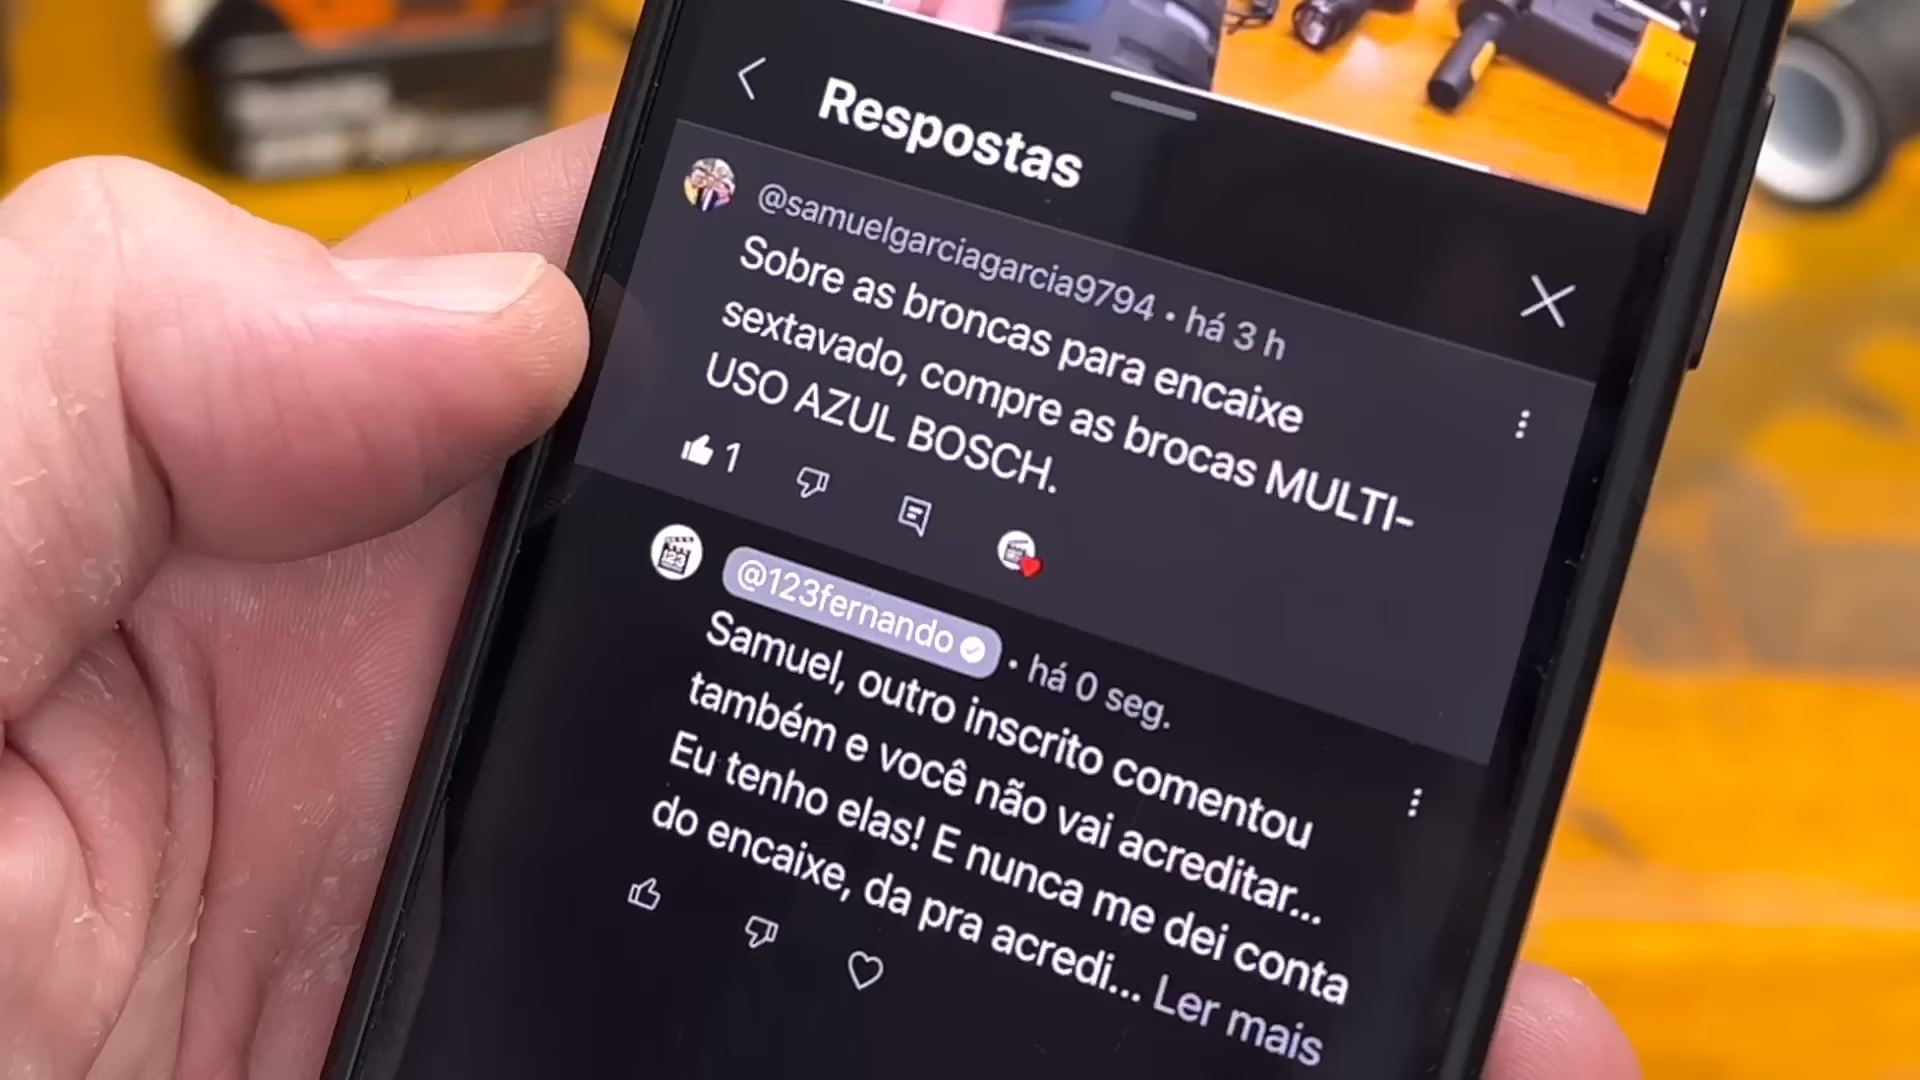 Respostas
@samuelgarciagarcia9794 • há 3 h
Sobre as broncas para encaixe
sextavado, compre as brocas MULTI-
USO AZUL BOSCH.
1
123
@123fernando • há 0 seg.
Samuel, outro inscrito comentou
também e você não vai acreditar...
Eu tenho elas! E nunca me dei conta
do encaixe, da pra acredi... Ler mais